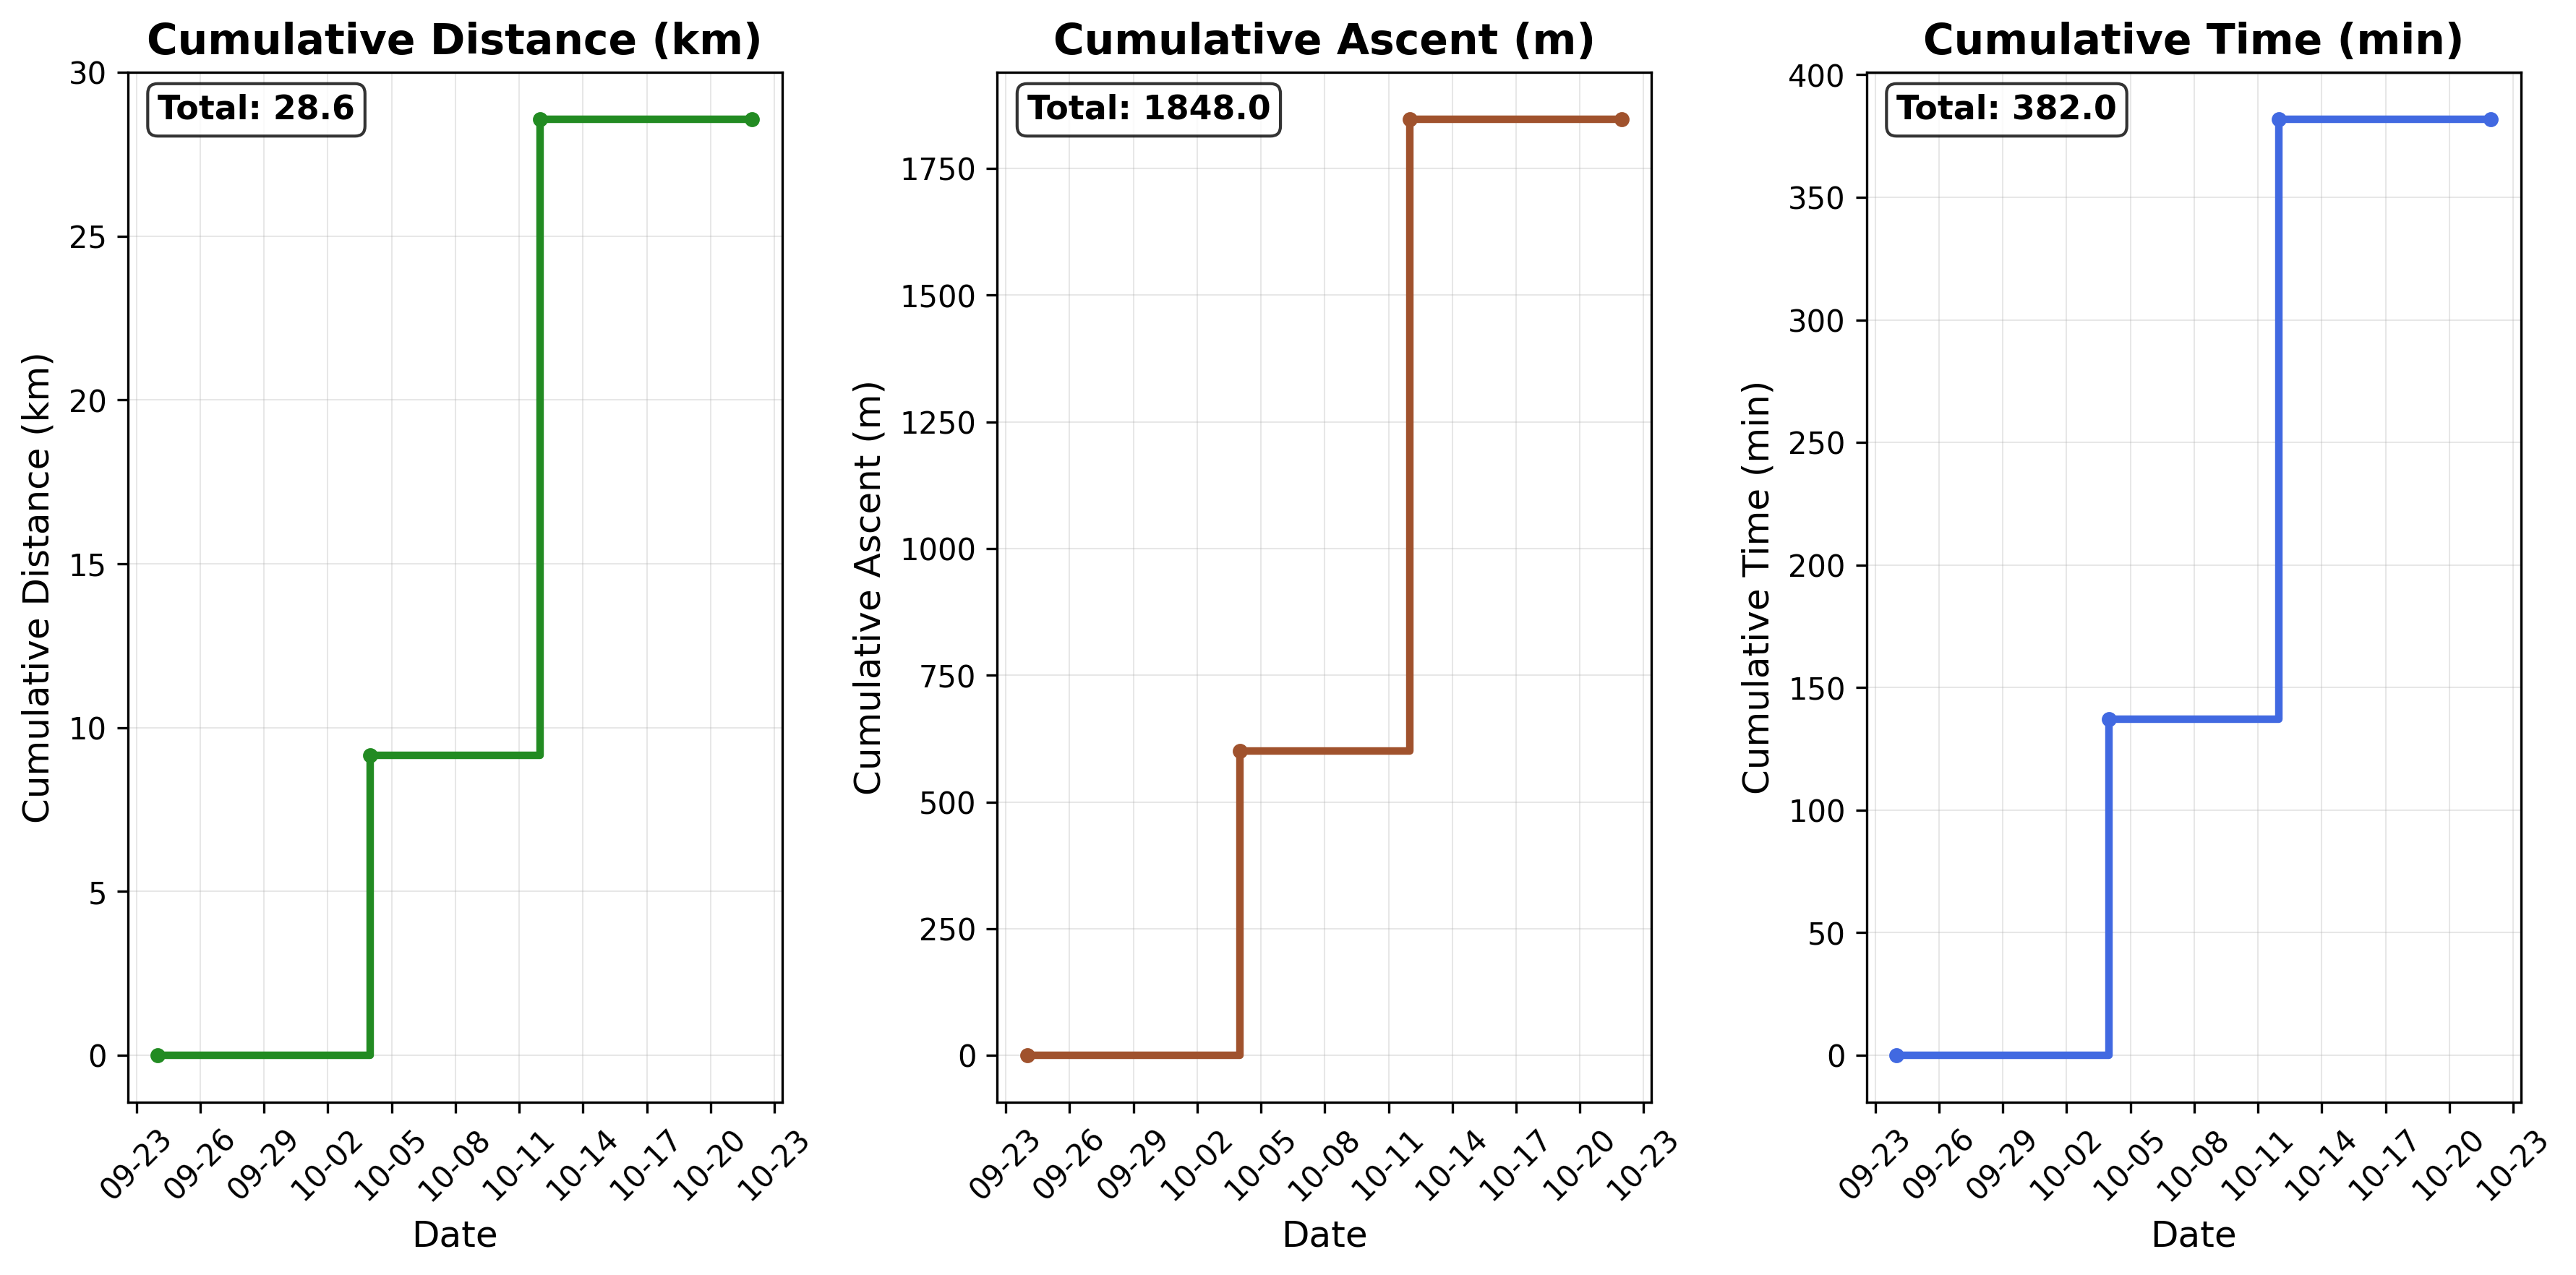 Cumulative Distance (km)
Total: 28.6
Cumulative Distance (km)
30
25
20
15
10
5
0
09-23 09-26 09-29 10-02 10-05 10-08 10-11 10-14 10-17 10-20 10-23
Date
Cumulative Ascent (m)
Total: 1848.0
Cumulative Ascent (m)
1750
1500
1250
1000
750
500
250
0
09-23 09-26 09-29 10-02 10-05 10-08 10-11 10-14 10-17 10-20 10-23
Date
Cumulative Time (min)
Total: 382.0
Cumulative Time (min)
400
350
300
250
200
150
100
50
0
09-23 09-26 09-29 10-02 10-05 10-08 10-11 10-14 10-17 10-20 10-23
Date